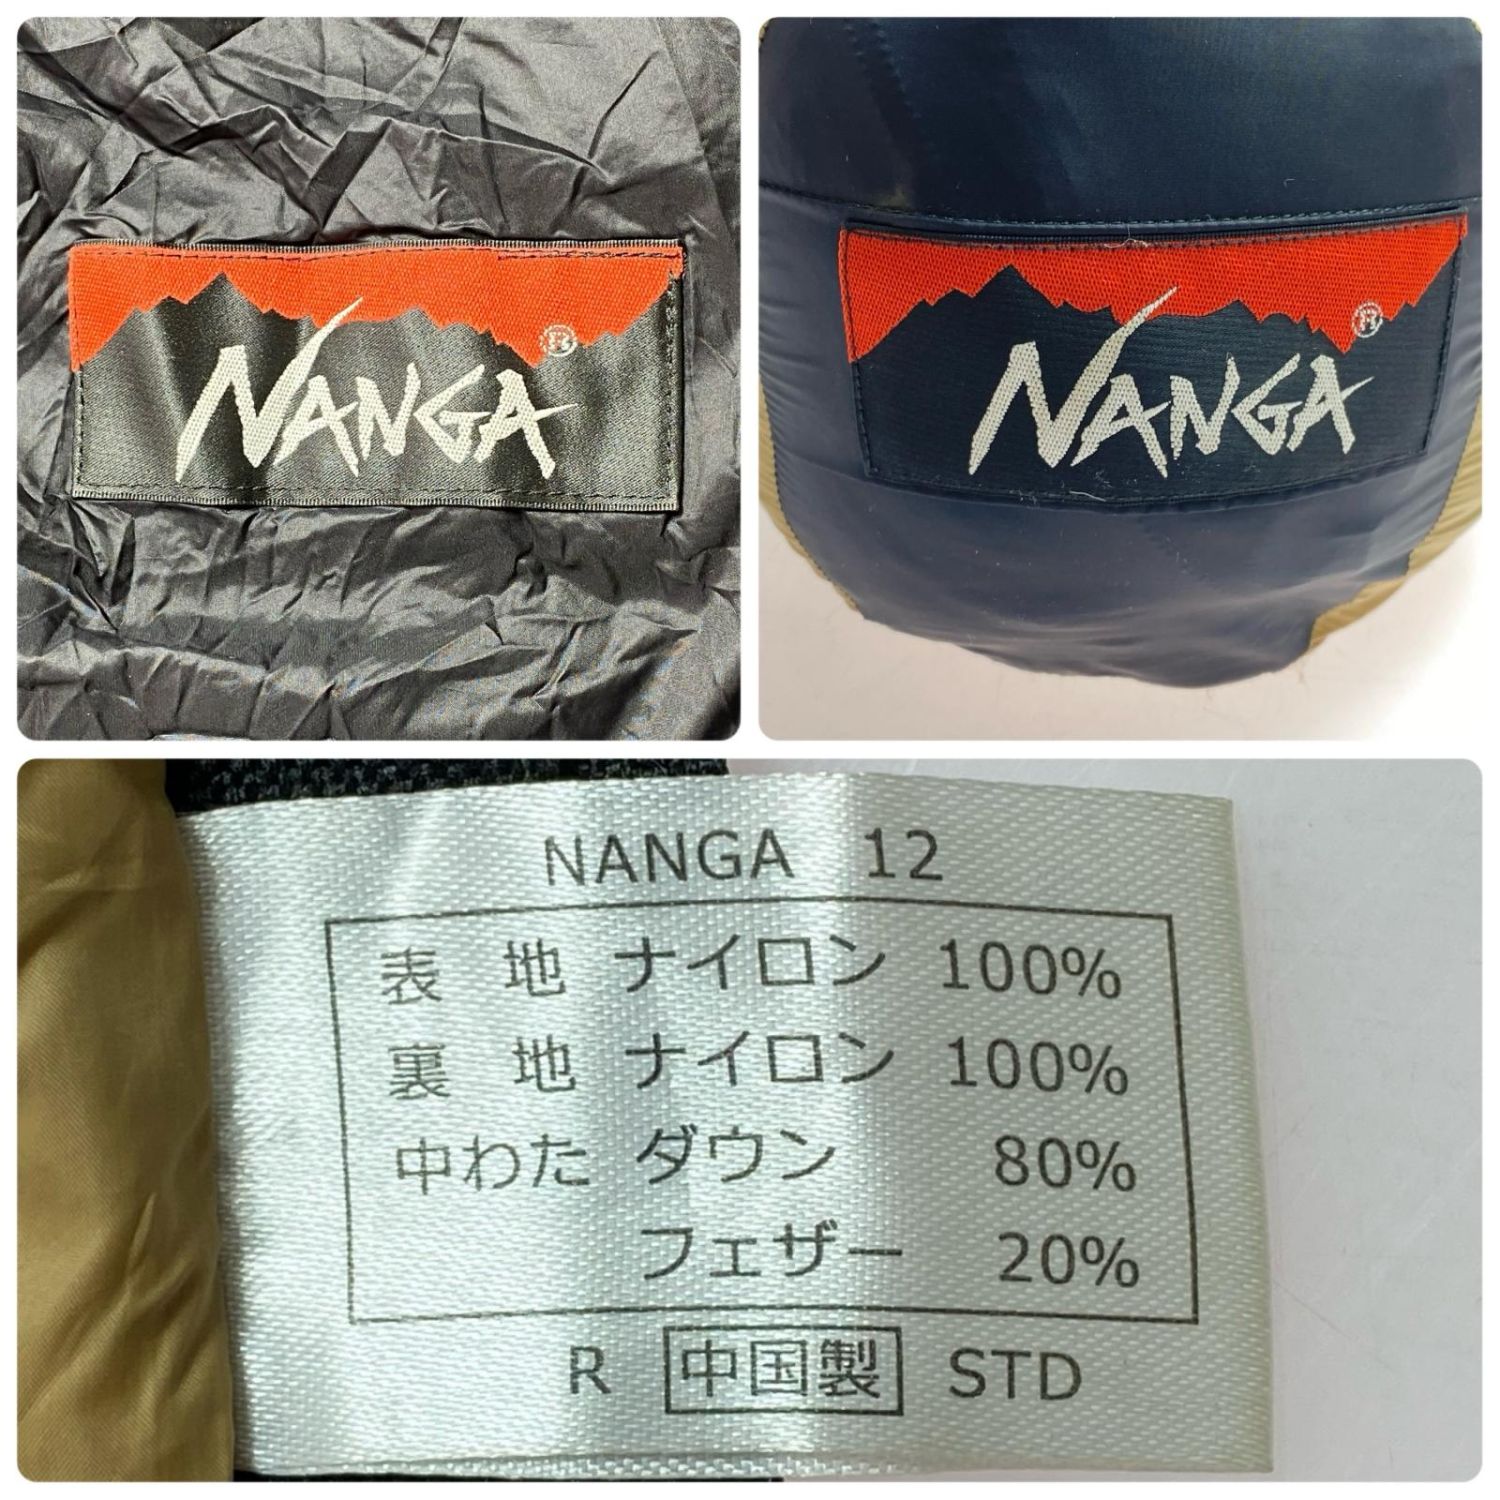 NANGA®
NANGA®
NANGA 12
表 地 ナイロン 100%
裏 地 ナイロン 100%
中わた ダウン 80%
フェザー 20%
R 中国製 STD